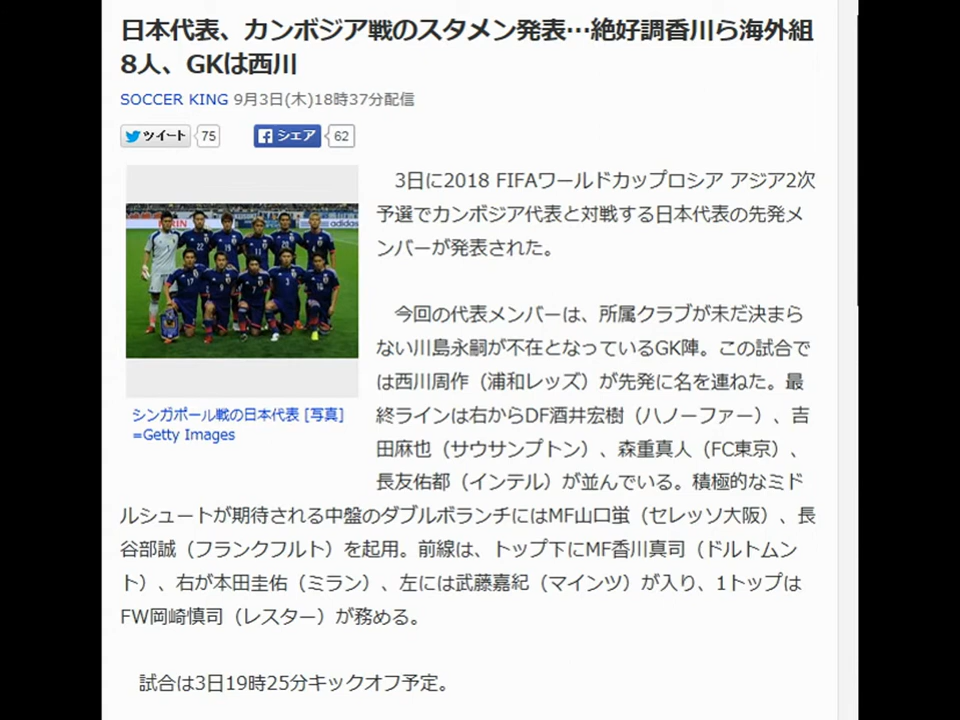 日本代表、カンボジア戦のスタメン発表…絶好調香川ら海外組
8人、GKは西川
SOCCER KING 9月3日(木)18時37分配信
ツイート 75 シェア 62
3日に2018 FIFAワールドカップロシア アジア2次
予選でカンボジア代表と対戦する日本代表の先発メ
ンバーが発表された。
今回の代表メンバーは、所属クラブが未だ決まら
ない川島永嗣が不在となっているGK陣。この試合で
は西川周作（浦和レッズ）が先発に名を連ねた。最
終ラインは右からDF酒井宏樹（ハノーファー）、吉
田麻也（サウサンプトン）、森重真人（FC東京）、
長友佑都（インテル）が並んでいる。積極的なミド
ルシュートが期待される中盤のダブルボランチにはMF山口蛍（セレッソ大阪）、長
谷部誠（フランクフルト）を起用。前線は、トップ下にMF香川真司（ドルトムン
ト）、右が本田圭佑（ミラン）、左には武藤嘉紀（マインツ）が入り、1トップは
FW岡崎慎司（レスター）が務める。
試合は3日19時25分キックオフ予定。
シンガポール戦の日本代表 [写真]
=Getty Images
KIRIN
adidas